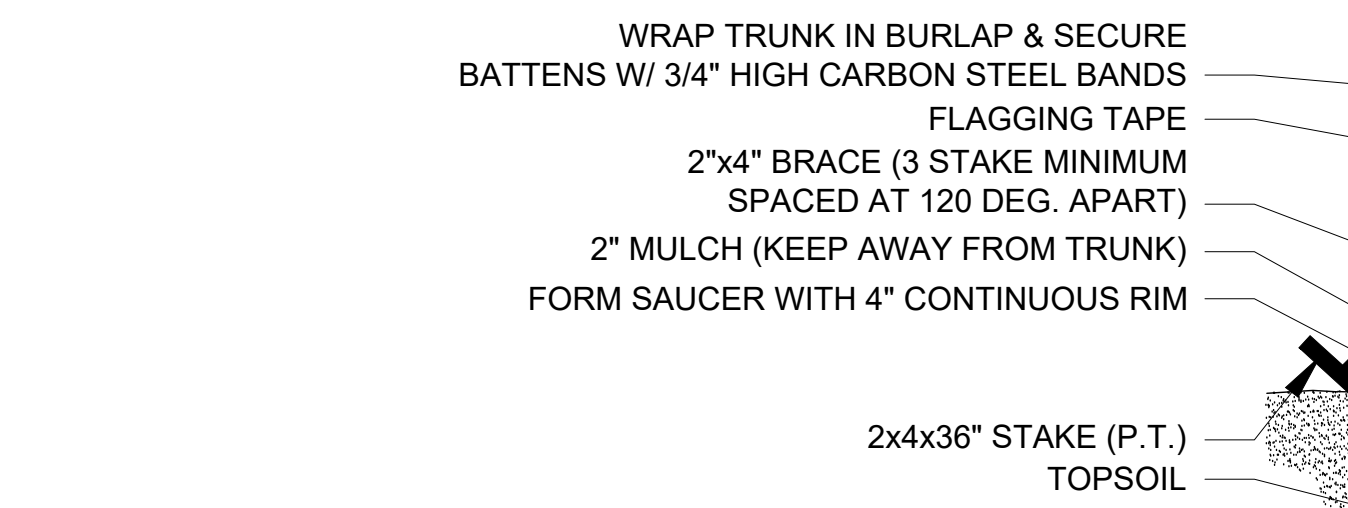 WRAP TRUNK IN BURLAP & SECURE
BATTENS W/ 3/4" HIGH CARBON STEEL BANDS
FLAGGING TAPE
2"x4" BRACE (3 STAKE MINIMUM
SPACED AT 120 DEG. APART)
2" MULCH (KEEP AWAY FROM TRUNK)
FORM SAUCER WITH 4" CONTINUOUS RIM
2x4x36" STAKE (P.T.)
TOPSOIL